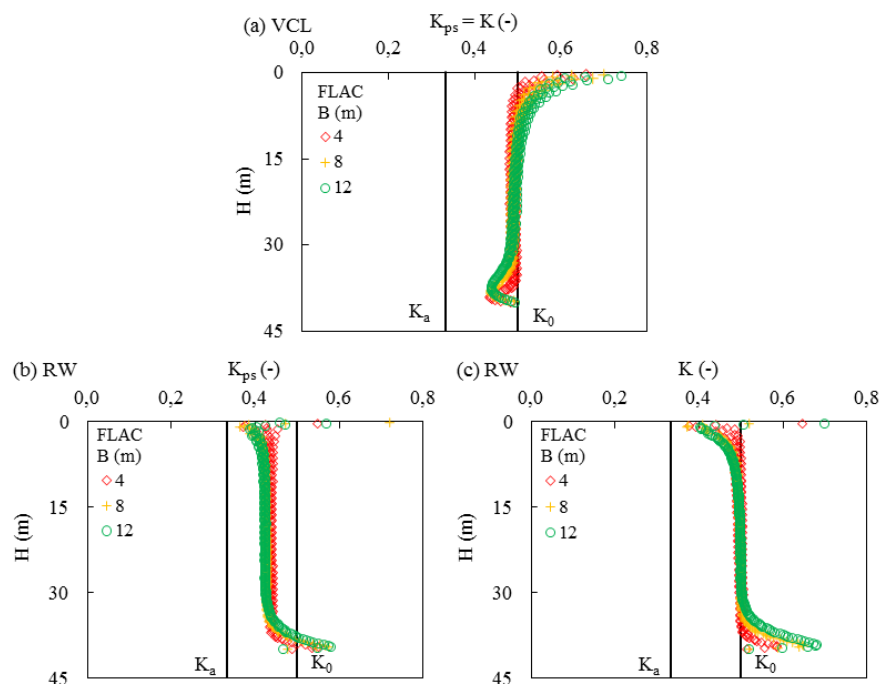 (a) VCL
K_ps = K (-)
0,0 0,2 0,4 0,6 0,8
0
15
30
45
H (m)
FLAC
B (m)
4
8
12
K_a
K_0
(b) RW
K_ps (-)
0,0 0,2 0,4 0,6 0,8
0
15
30
45
H (m)
FLAC
B (m)
4
8
12
K_a
K_0
(c) RW
K (-)
0,0 0,2 0,4 0,6 0,8
0
15
30
45
H (m)
FLAC
B (m)
4
8
12
K_a
K_0